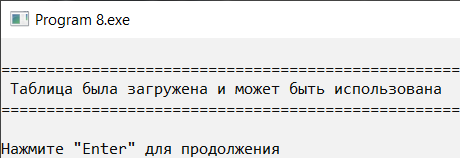 Program 8.exe
===================================================
Таблица была загружена и может быть использована
===================================================
Нажмите "Enter" для продолжения